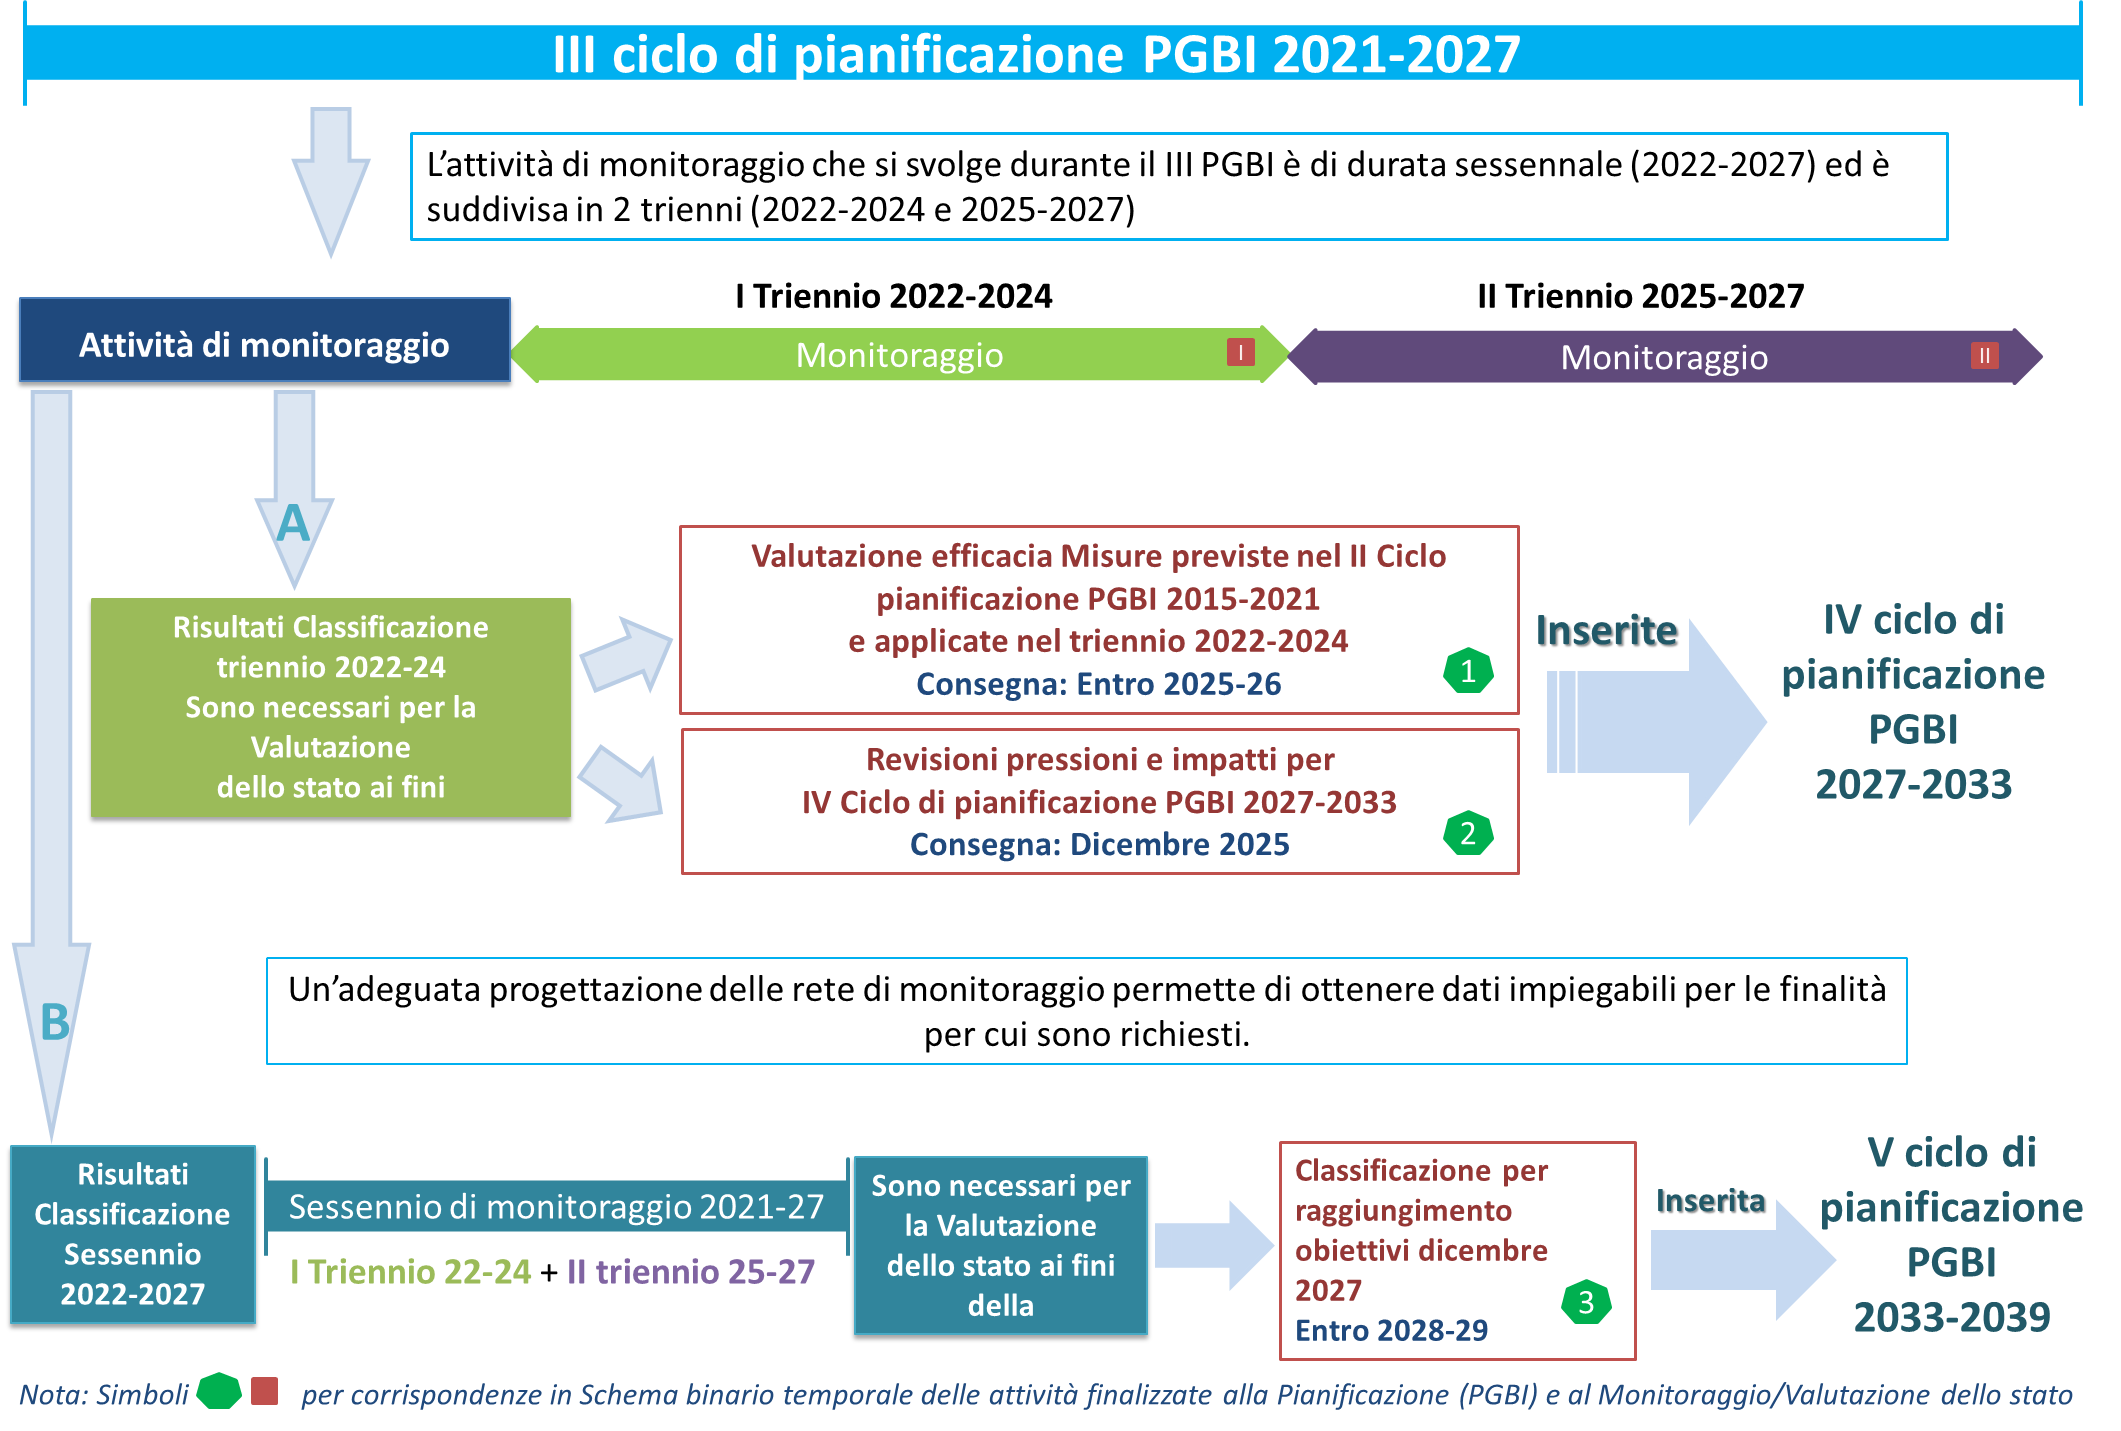 III ciclo di pianificazione PGBI 2021-2027
L’attività di monitoraggio che si svolge durante il III PGBI è di durata sessennale (2022-2027) ed è
suddivisa in 2 trienni (2022-2024 e 2025-2027)
I Triennio 2022-2024
II Triennio 2025-2027
Attività di monitoraggio
Monitoraggio
I
Monitoraggio
II
A
Risultati Classificazione
triennio 2022-24
Sono necessari per la
Valutazione
dello stato ai fini
Valutazione efficacia Misure previste nel II Ciclo
pianificazione PGBI 2015-2021
e applicate nel triennio 2022-2024
Consegna: Entro 2025-26
1
Revisioni pressioni e impatti per
IV Ciclo di pianificazione PGBI 2027-2033
Consegna: Dicembre 2025
2
Inserite
IV ciclo di
pianificazione
PGBI
2027-2033
B
Un’adeguata progettazione delle rete di monitoraggio permette di ottenere dati impiegabili per le finalità
per cui sono richiesti.
Risultati
Classificazione
Sessennio
2022-2027
Sessennio di monitoraggio 2021-27
I Triennio 22-24 + II triennio 25-27
Sono necessari per
la Valutazione
dello stato ai fini
della
Classificazione per
raggiungimento
obiettivi dicembre
2027
Entro 2028-29
3
Inserita
V ciclo di
pianificazione
PGBI
2033-2039
Nota: Simboli per corrispondenze in Schema binario temporale delle attività finalizzate alla Pianificazione (PGBI) e al Monitoraggio/Valutazione dello stato